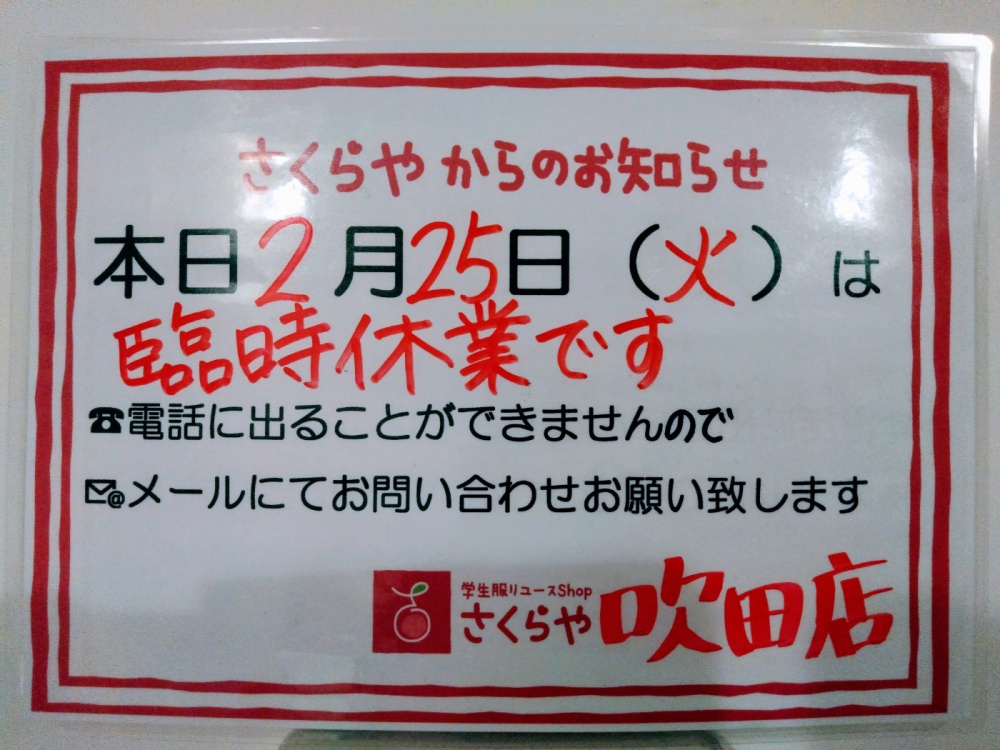 さくらや からのお知らせ
本日2月25日（火）は
臨時休業です
☎電話に出ることができませんので
✉@メールにてお問い合わせお願い致します
学生服リユースShop
さくらや 吹田店